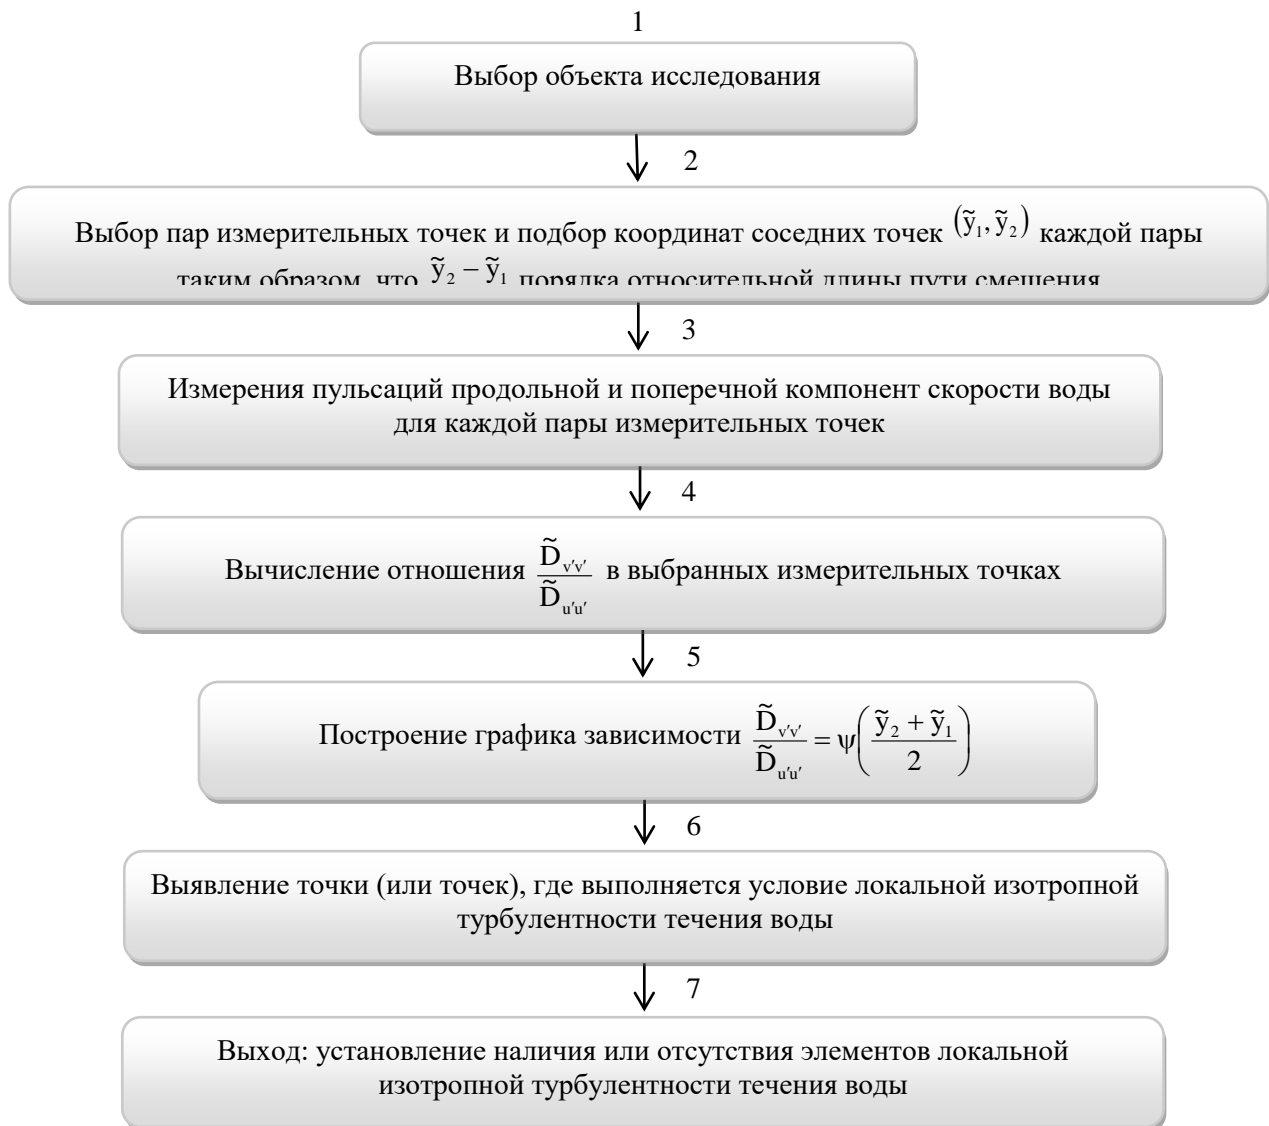 1
Выбор объекта исследования
2
Выбор пар измерительных точек и подбор координат соседних точек (ỹ₁, ỹ₂) каждой пары
таким образом, что ỹ₂ − ỹ₁ порядка относительной длины пути смешения
3
Измерения пульсаций продольной и поперечной компонент скорости воды
для каждой пары измерительных точек
4
Вычисление отношения D̃ᵥ′ᵥ′ / D̃ᵤ′ᵤ′ в выбранных измерительных точках
5
Построение графика зависимости D̃ᵥ′ᵥ′ / D̃ᵤ′ᵤ′ = ψ((ỹ₂ + ỹ₁) / 2)
6
Выявление точки (или точек), где выполняется условие локальной изотропной
турбулентности течения воды
7
Выход: установление наличия или отсутствия элементов локальной
изотропной турбулентности течения воды